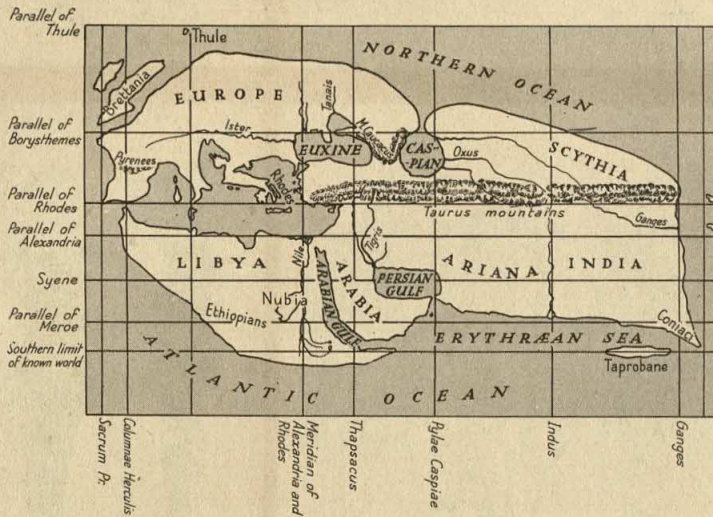 Parallel of
Thule
Thule
NORTHERN OCEAN
Brettania
EUROPE
Tanais
Parallel of
Borysthemes
Ister
EUXINE
M. Caucasus
CAS-
PIAN
Oxus
SCYTHIA
Pyrenees
Rhodes
Parallel of
Rhodes
Taurus mountains
Ganges
Parallel of
Alexandria
LIBYA
Nile
ARABIAN GULF
ARABIA
Tigris
ARIANA
INDIA
Syene
PERSIAN
GULF
Nubia
Ethiopians
Parallel of
Meroe
Coniaci
ERYTHRÆAN SEA
Southern limit
of known world
Taprobane
ATLANTIC OCEAN
Sacrum Pr.
Columnae Herculis
Meridian of
Alexandria and
Rhodes
Thapsacus
Pylae Caspiae
Indus
Ganges